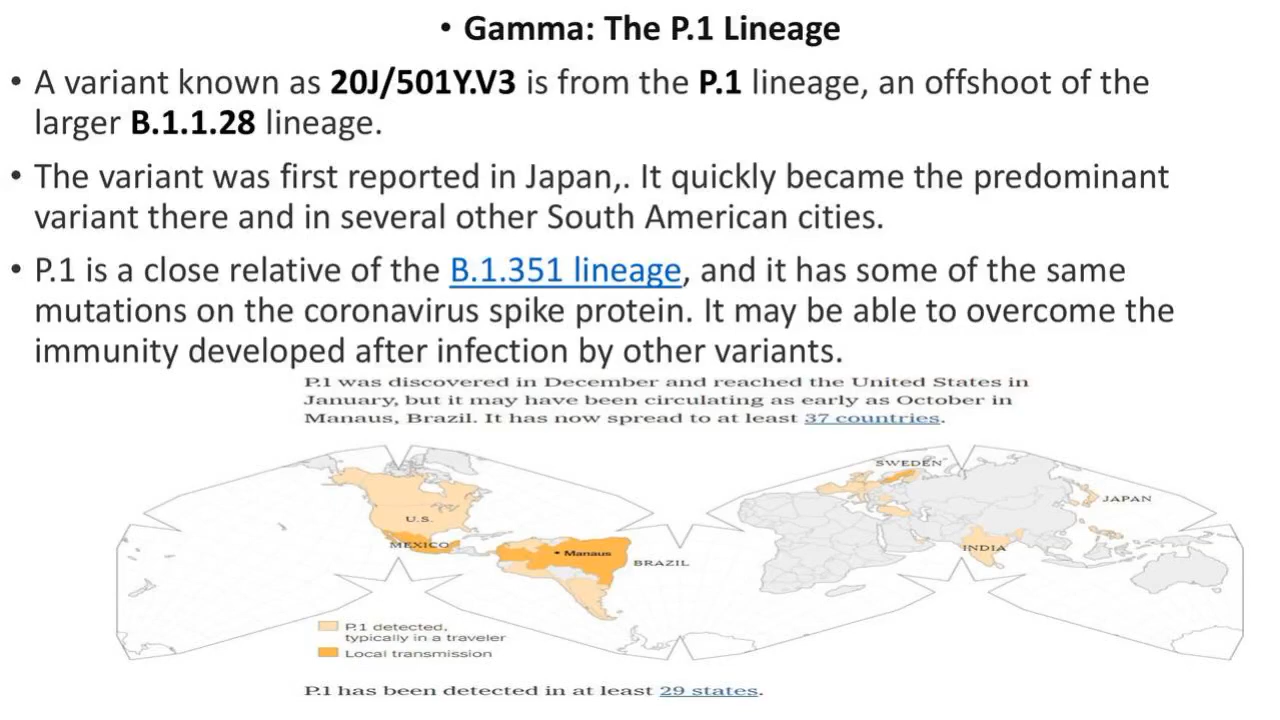 • Gamma: The P.1 Lineage
• A variant known as 20J/501Y.V3 is from the P.1 lineage, an offshoot of the
larger B.1.1.28 lineage.
• The variant was first reported in Japan,. It quickly became the predominant
variant there and in several other South American cities.
• P.1 is a close relative of the B.1.351 lineage, and it has some of the same
mutations on the coronavirus spike protein. It may be able to overcome the
immunity developed after infection by other variants.
P.1 was discovered in December and reached the United States in
January, but it may have been circulating as early as October in
Manaus, Brazil. It has now spread to at least 37 countries.
SWEDEN
JAPAN
U.S.
MEXICO
• Manaus
BRAZIL
INDIA
P.1 detected,
typically in a traveler
Local transmission
P.1 has been detected in at least 29 states.